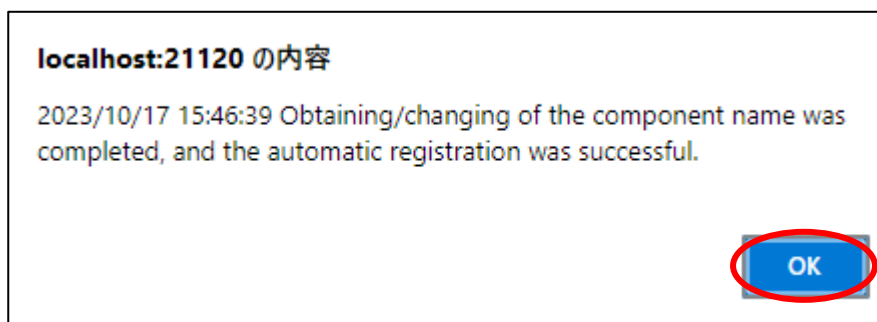 localhost:21120 の内容
2023/10/17 15:46:39 Obtaining/changing of the component name was
completed, and the automatic registration was successful.
OK